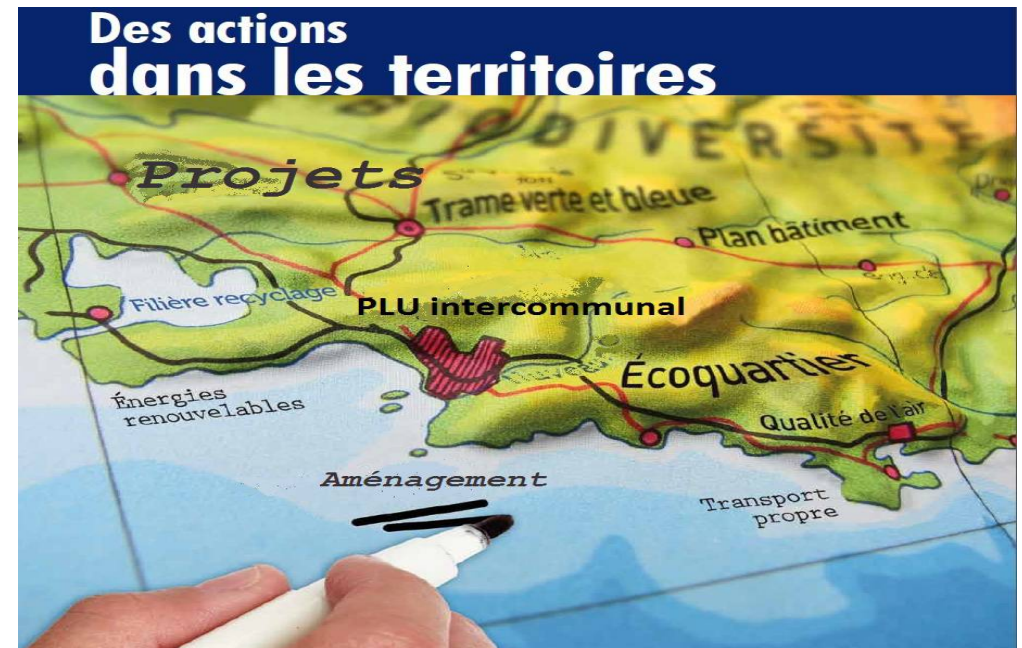 Des actions
dans les territoires
BIODIVERSITÉ
Projets
Trame verte et bleue
Plan bâtiment
Filière recyclage
PLU intercommunal
Écoquartier
Énergies
renouvelables
Qualité de l'air
Aménagement
Transport
propre